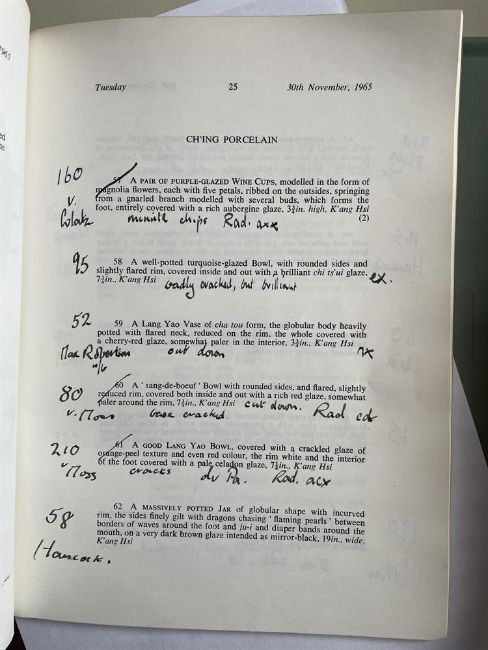 Tuesday 25 30th November, 1965
CH'ING PORCELAIN
160
57 A PAIR OF PURPLE-GLAZED WINE CUPS, modelled in the form of
magnolia flowers, each with five petals, ribbed on the outsides, springing
v. from a gnarled branch modelled with several buds, which forms the
foot, entirely covered with a rich aubergine glaze, 3¾in. high, K'ang Hsi
(2)
chips Rad.
95
58 A well-potted turquoise-glazed Bowl, with rounded sides and
slightly flared rim, covered inside and out with a brilliant chi ts'ui glaze,
7½in., K'ang Hsi
badly cracked, but brilliant ex.
52
59 A Lang Yao Vase of cha tou form, the globular body heavily
potted with flared neck, reduced on the rim, the whole covered with
a cherry-red glaze, somewhat paler in the interior, 3¾in. K'ang Hsi
cut down
80
60 A 'sang-de-boeuf' Bowl with rounded sides, and flared, slightly
reduced rim, covered both inside and out with a rich red glaze, somewhat
paler around the rim, 7½in., K'ang Hsi cut down. Rad
v. Moss base cracked.
210
61 A GOOD LANG YAO BOWL, covered with a crackled glaze of
orange-peel texture and even red colour, the rim white and the interior
of the foot covered with a pale celadon glaze, 7½in., K'ang Hsi
v Moss cracks Rad.
58
62 A MASSIVELY POTTED JAR of globular shape with incurved
rim, the sides finely gilt with dragons chasing 'flaming pearls' between
borders of waves around the foot and ju-i and diaper bands around the
mouth, on a very dark brown glaze intended as mirror-black, 19in., wide,
K'ang Hsi
Hancock.